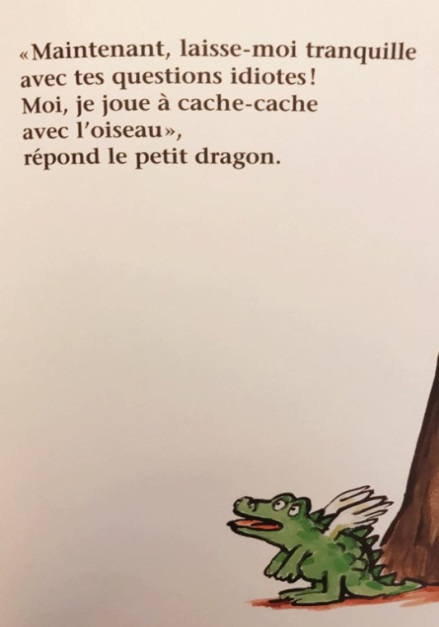 «Maintenant, laisse-moi tranquille
avec tes questions idiotes!
Moi, je joue à cache-cache
avec l'oiseau»,
répond le petit dragon.